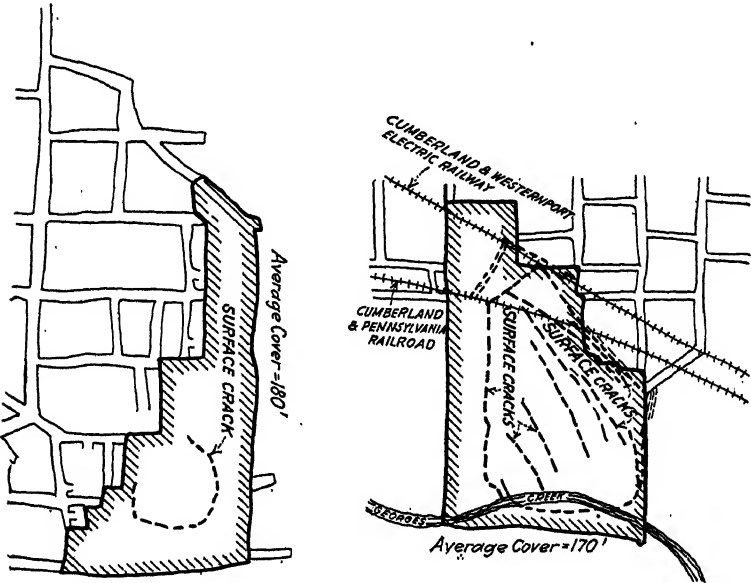 Average Cover=180'
SURFACE CRACK
CUMBERLAND & WESTERNPORT
ELECTRIC RAILWAY
CUMBERLAND
& PENNSYLVANIA
RAILROAD
SURFACE CRACKS
SURFACE CRACKS
GEORGES CREEK
Average Cover=170'